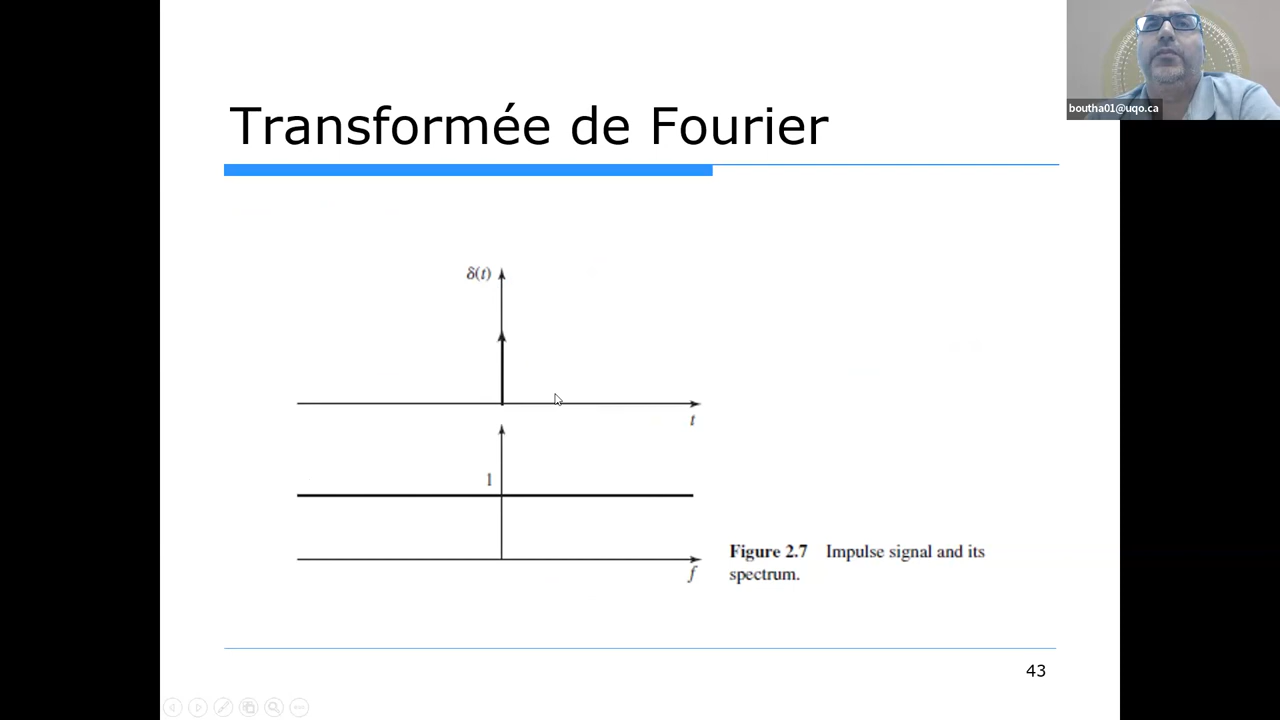 boutha01@uqo.ca
Transformée de Fourier
δ(t)
t
1
f
Figure 2.7 Impulse signal and its
spectrum.
43